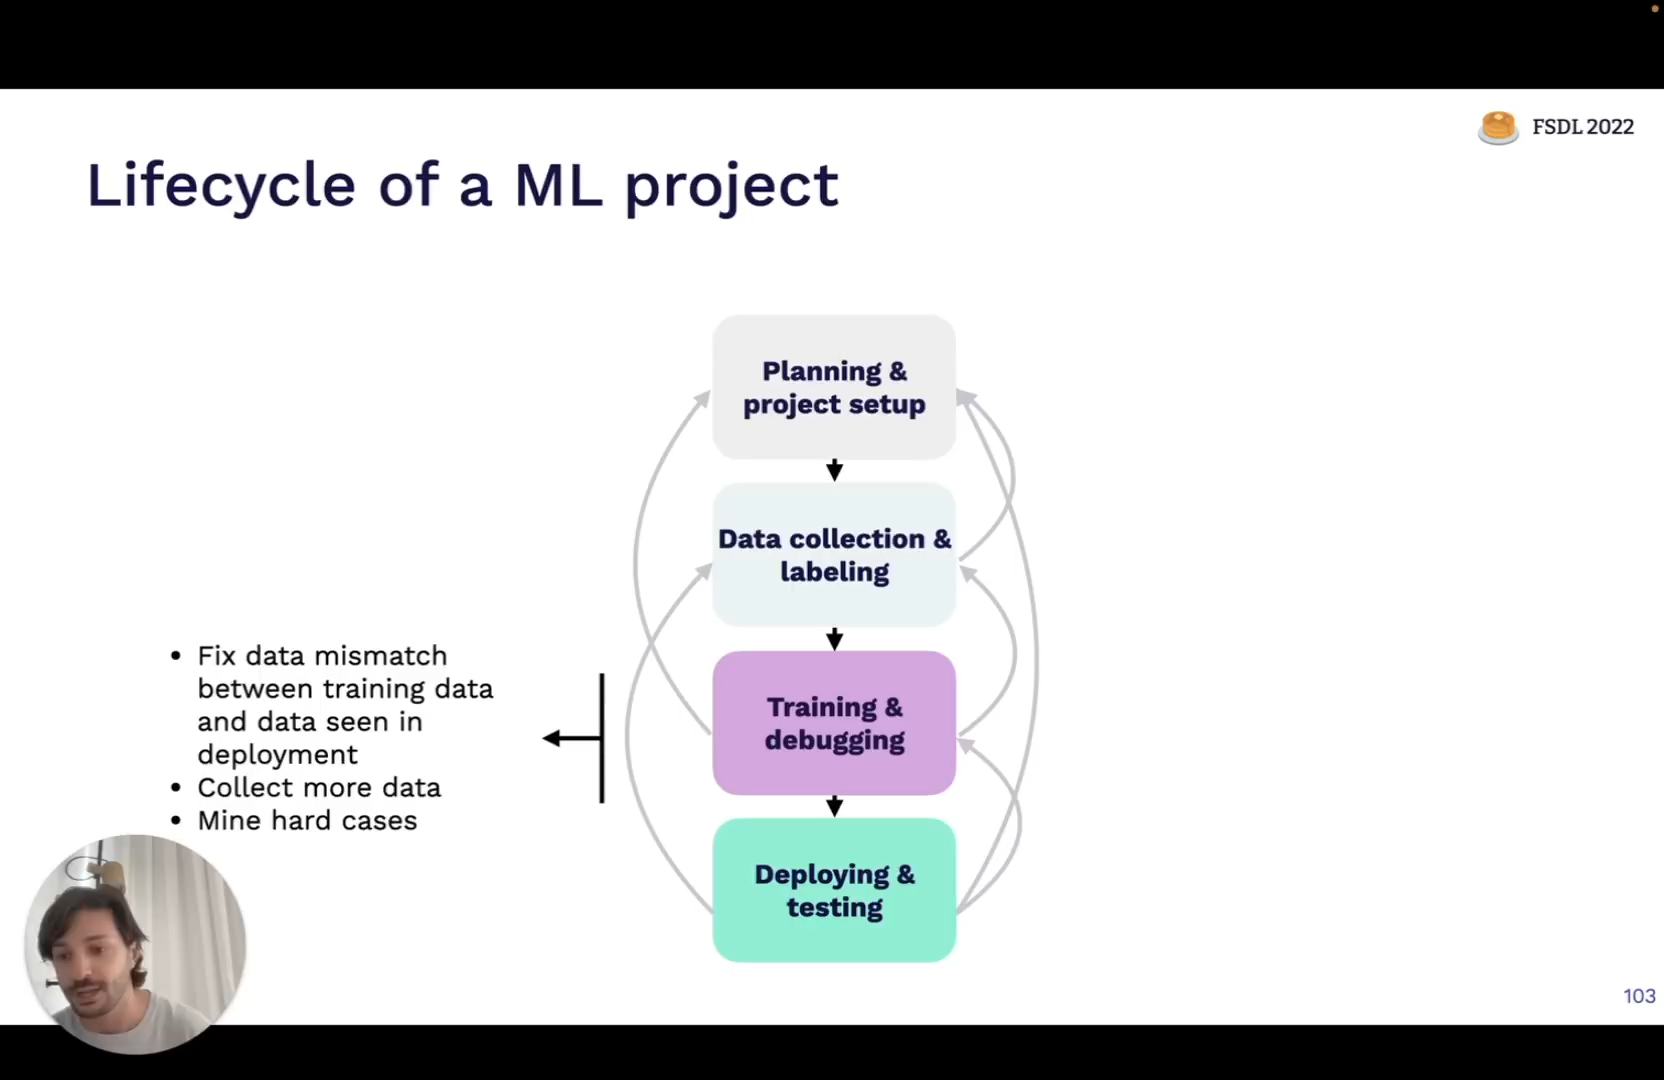 FSDL 2022
Lifecycle of a ML project
Planning &
project setup
Data collection &
labeling
• Fix data mismatch
between training data
and data seen in
deployment
• Collect more data
• Mine hard cases
Training &
debugging
Deploying &
testing
103